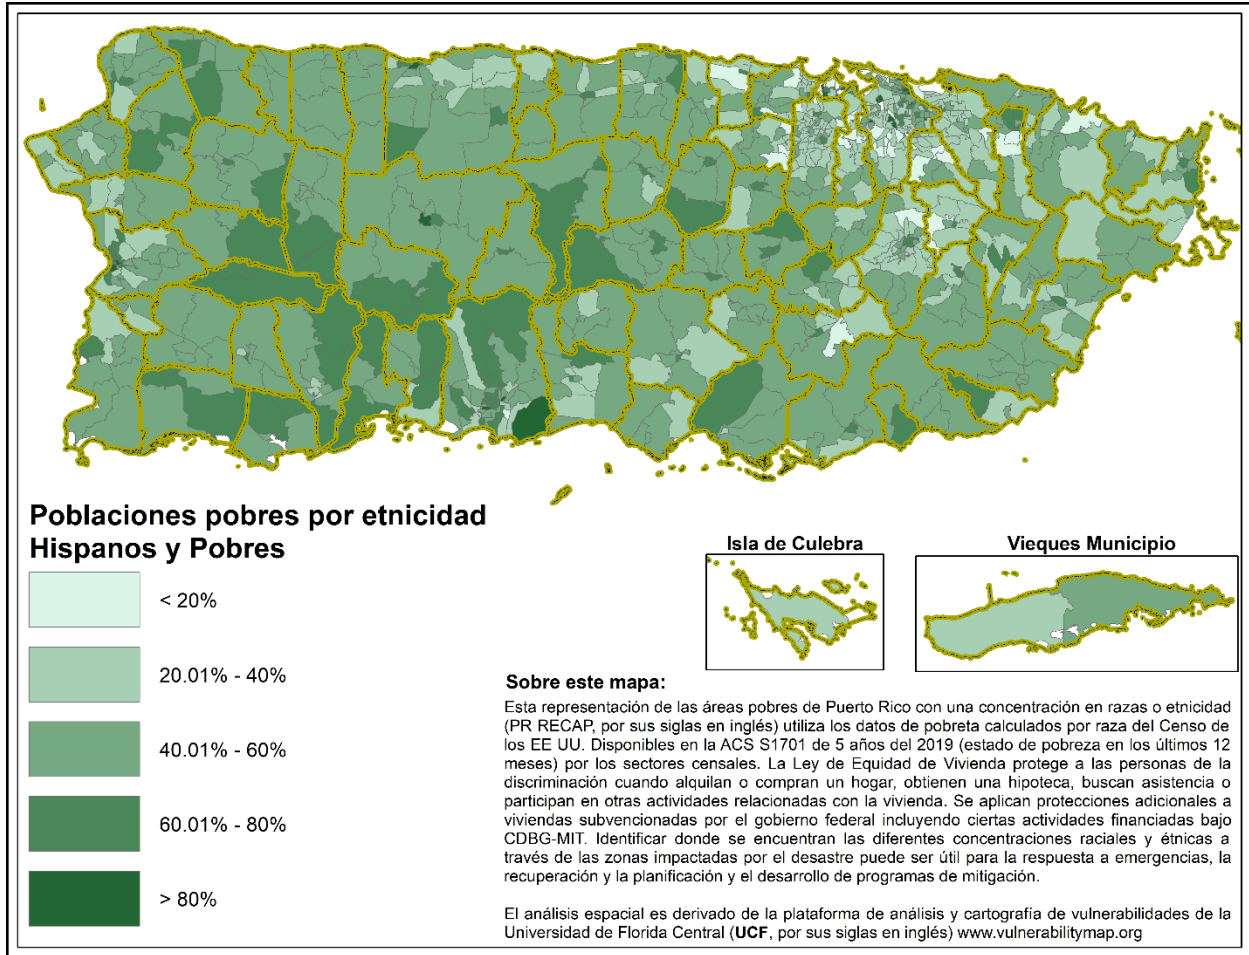 Poblaciones pobres por etnicidad
Hispanos y Pobres
< 20%
20.01% - 40%
40.01% - 60%
60.01% - 80%
> 80%
Isla de Culebra
Vieques Municipio
Sobre este mapa:
Esta representación de las áreas pobres de Puerto Rico con una concentración en razas o etnicidad
(PR RECAP, por sus siglas en inglés) utiliza los datos de pobreta calculados por raza del Censo de
los EE UU. Disponibles en la ACS S1701 de 5 años del 2019 (estado de pobreza en los últimos 12
meses) por los sectores censales. La Ley de Equidad de Vivienda protege a las personas de la
discriminación cuando alquilan o compran un hogar, obtienen una hipoteca, buscan asistencia o
participan en otras actividades relacionadas con la vivienda. Se aplican protecciones adicionales a
viviendas subvencionadas por el gobierno federal incluyendo ciertas actividades financiadas bajo
CDBG-MIT. Identificar donde se encuentran las diferentes concentraciones raciales y étnicas a
través de las zonas impactadas por el desastre puede ser útil para la respuesta a emergencias, la
recuperación y la planificación y el desarrollo de programas de mitigación.
El análisis espacial es derivado de la plataforma de análisis y cartografía de vulnerabilidades de la
Universidad de Florida Central (UCF, por sus siglas en inglés) www.vulnerabilitymap.org